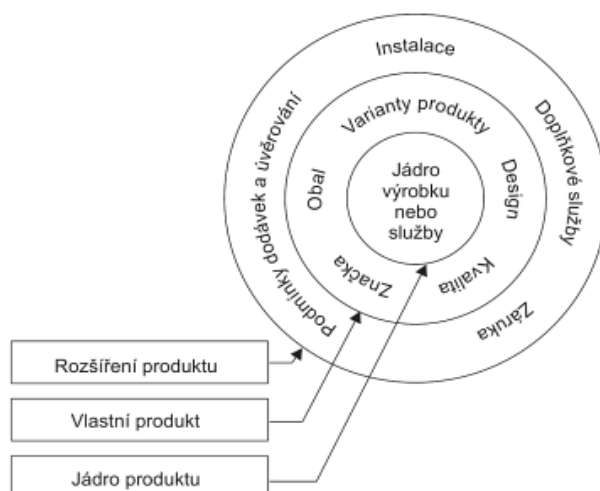 Instalace
Podmínky dodávek a úvěrování
Doplňkové služby
Záruka
Varianty produkty
Obal
Design
Značka
Kvalita
Jádro
výrobku
nebo
služby
Rozšíření produktu
Vlastní produkt
Jádro produktu